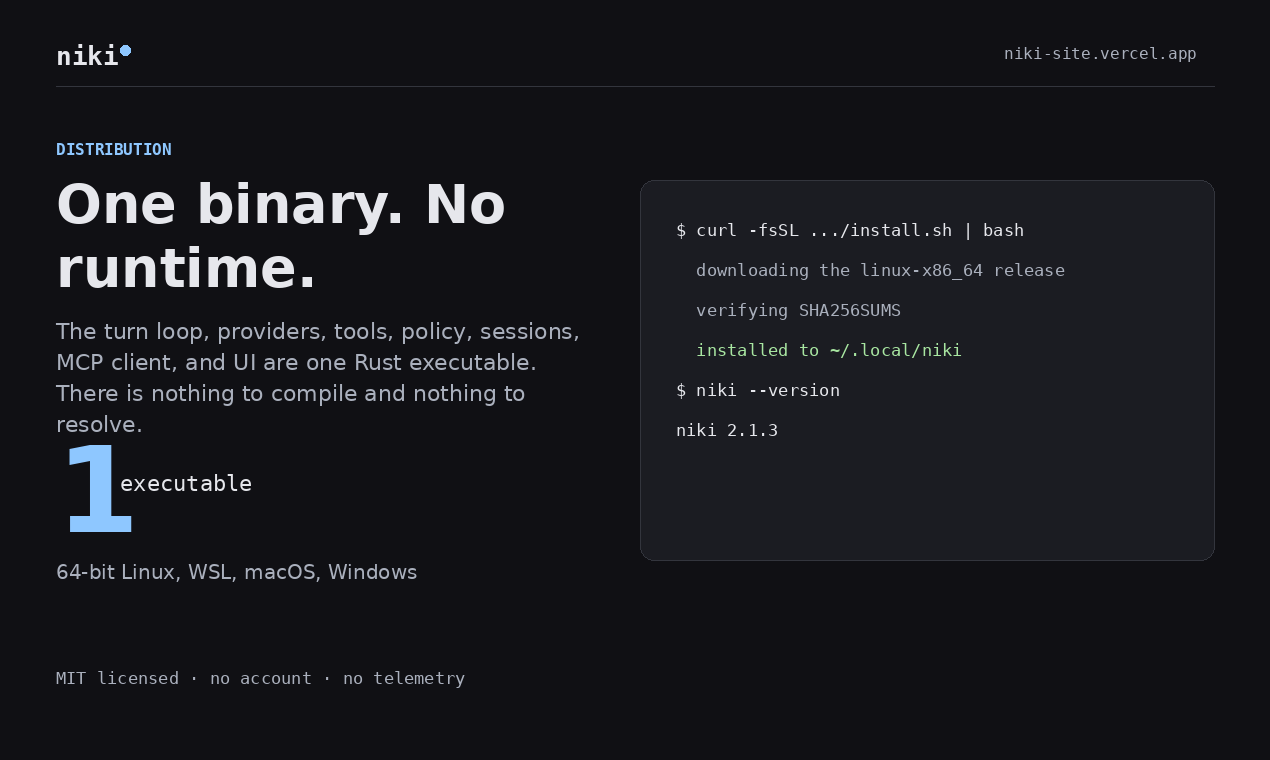 niki
niki-site.vercel.app
DISTRIBUTION
One binary. No
runtime.
The turn loop, providers, tools, policy, sessions,
MCP client, and UI are one Rust executable.
There is nothing to compile and nothing to
resolve.
1 executable
64-bit Linux, WSL, macOS, Windows
$ curl -fsSL .../install.sh | bash
downloading the linux-x86_64 release
verifying SHA256SUMS
installed to ~/.local/niki
$ niki --version
niki 2.1.3
MIT licensed · no account · no telemetry